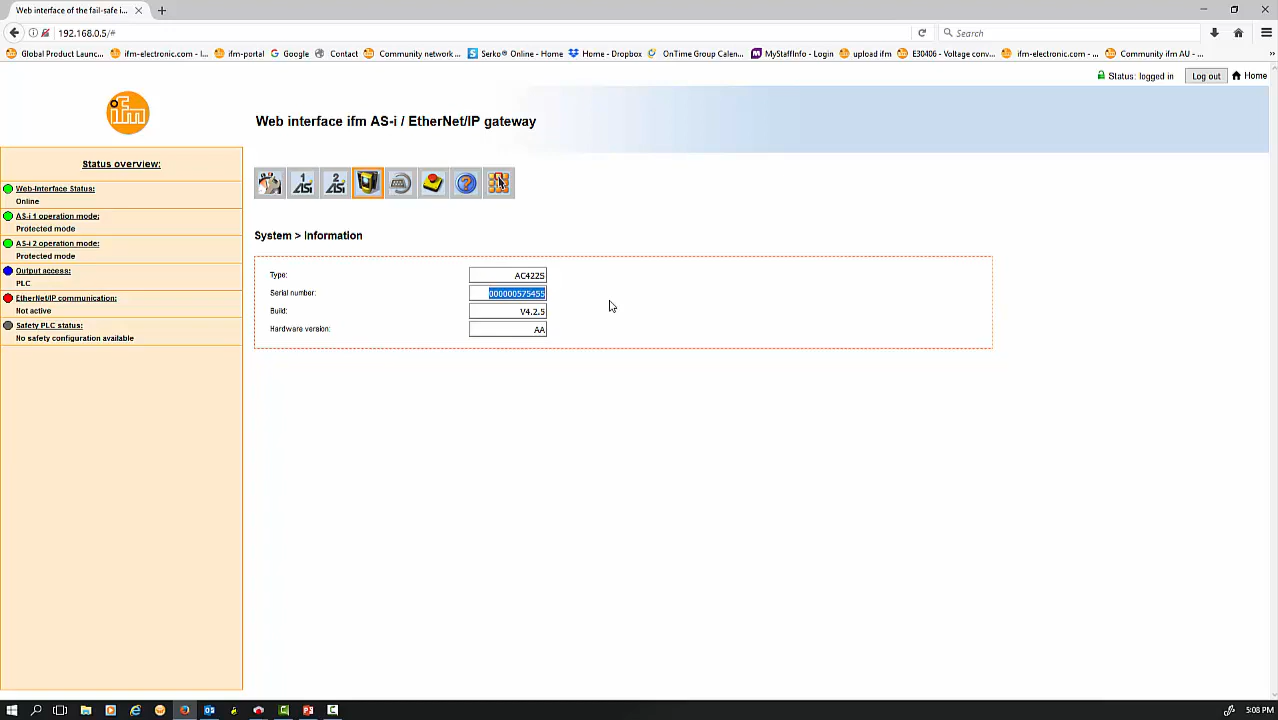 Web interface of the fail-safe i...
192.168.0.5/#
Search
Global Product Launc...
ifm-electronic.com - I...
ifm-portal
Google
Contact
Community network...
Serko® Online - Home
Home - Dropbox
OnTime Group Calen...
MyStaffInfo - Login
upload ifm
E30406 - Voltage conv...
ifm-electronic.com - ...
Community ifm AU - ...
Status: logged in
Log out
Home
ifm
Web interface ifm AS-i / EtherNet/IP gateway
Status overview:
Web-Interface Status:
Online
AS-i 1 operation mode:
Protected mode
AS-i 2 operation mode:
Protected mode
Output access:
PLC
EtherNet/IP communication:
Not active
Safety PLC status:
No safety configuration available
1 ASi
2 ASi
System > Information
Type: AC422S
Serial number: 000000575455
Build: V4.2.5
Hardware version: AA
5:08 PM